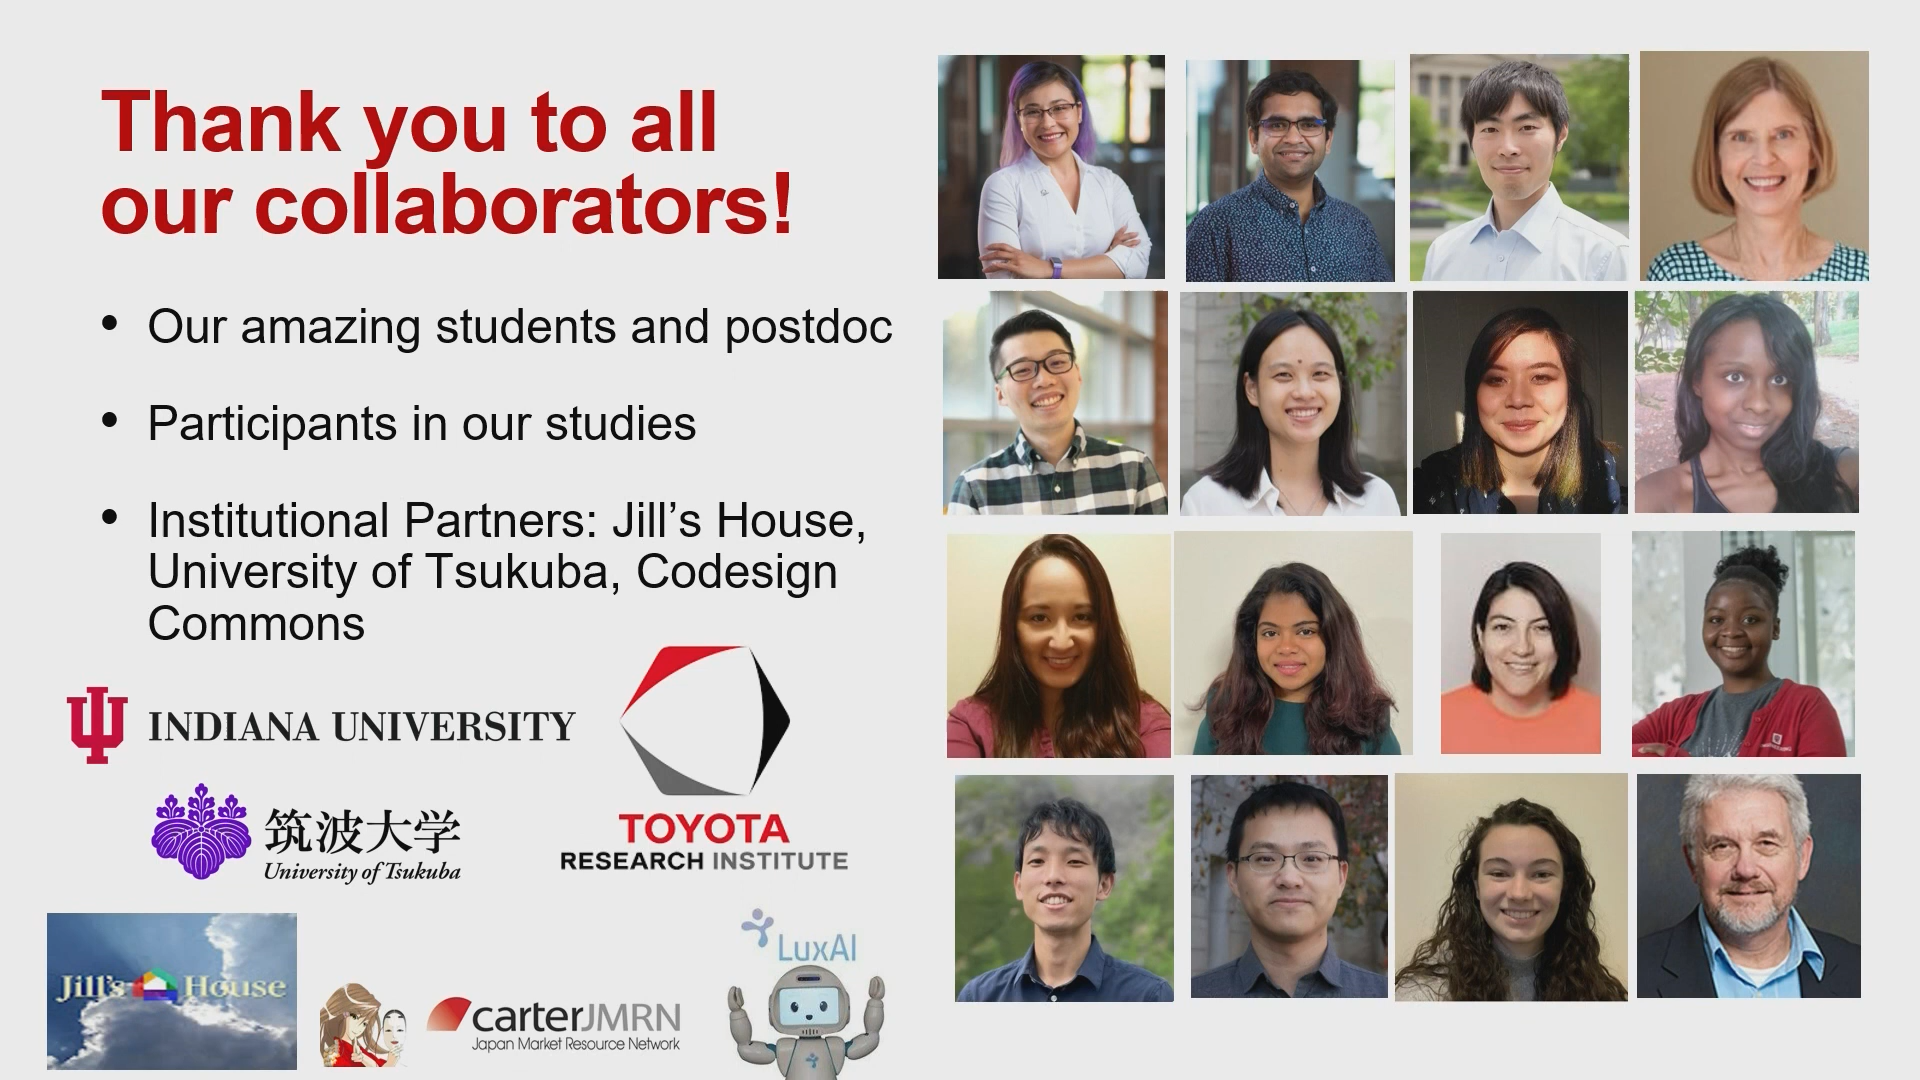 Thank you to all
our collaborators!
• Our amazing students and postdoc
• Participants in our studies
• Institutional Partners: Jill’s House,
University of Tsukuba, Codesign
Commons
INDIANA UNIVERSITY
筑波大学
University of Tsukuba
TOYOTA
RESEARCH INSTITUTE
Jill's House
carterJMRN
Japan Market Resource Network
LuxAI